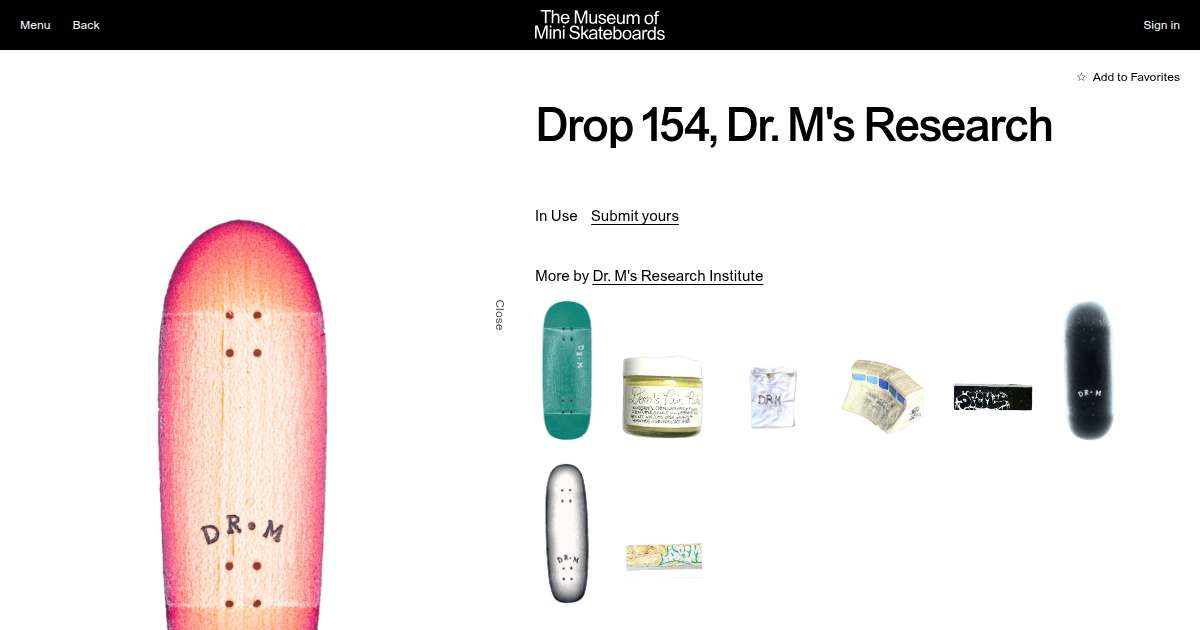 Menu
Back
The Museum of
Mini Skateboards
Sign in
☆ Add to Favorites
Drop 154, Dr. M's Research
In Use
Submit yours
More by Dr. M's Research Institute
Close
DR•M
DR•M
DRM
DR•M
DR•M